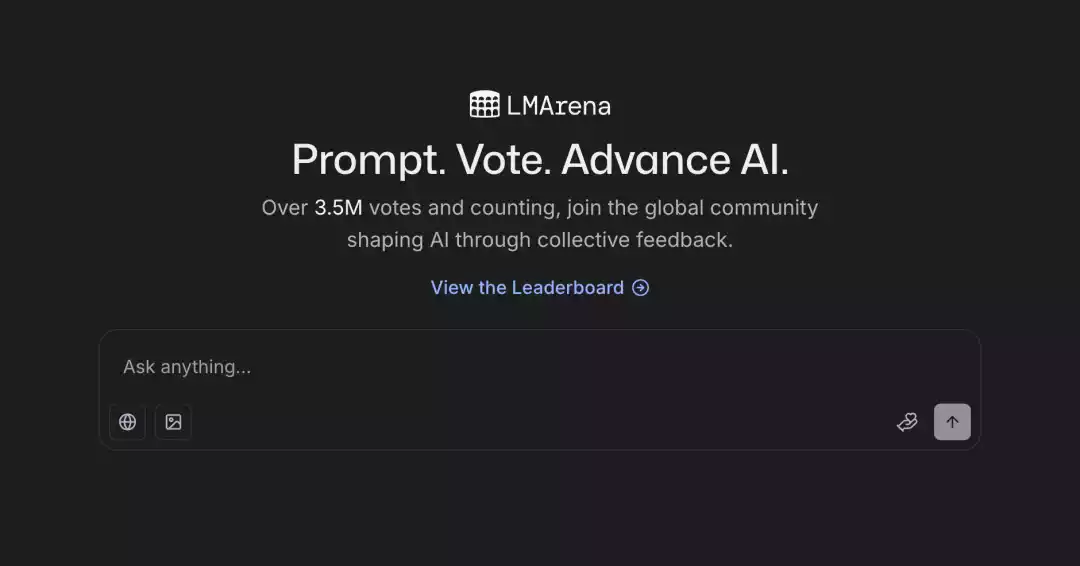 LMArena
Prompt. Vote. Advance AI.
Over 3.5M votes and counting, join the global community
shaping AI through collective feedback.
View the Leaderboard
Ask anything...